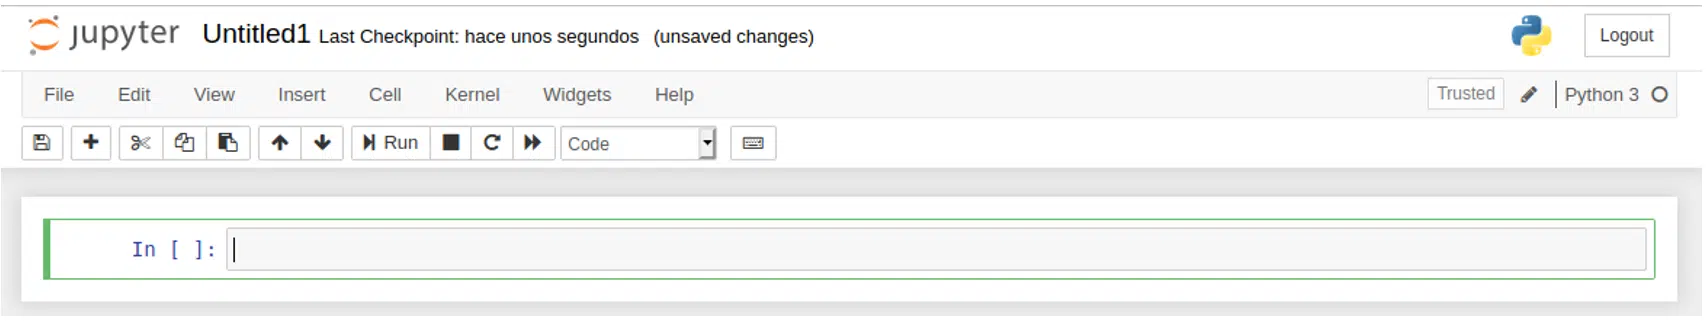 jupyter Untitled1 Last Checkpoint: hace unos segundos (unsaved changes) Logout
File Edit View Insert Cell Kernel Widgets Help Trusted Python 3
Run Code
In [ ]: